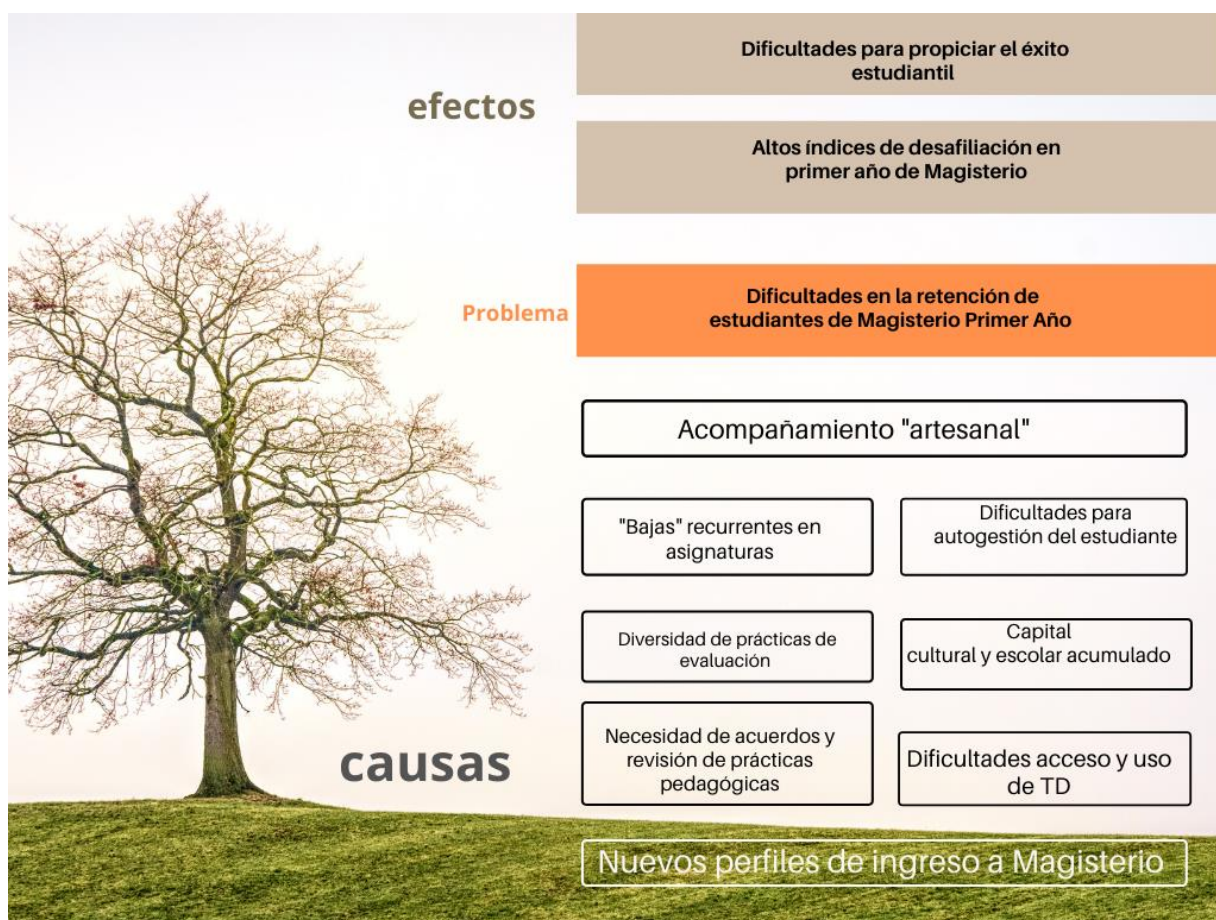 Dificultades para propiciar el éxito
estudiantil
efectos
Altos índices de desafiliación en
primer año de Magisterio
Problema
Dificultades en la retención de
estudiantes de Magisterio Primer Año
Acompañamiento "artesanal"
"Bajas" recurrentes en
asignaturas
Dificultades para
autogestión del estudiante
Diversidad de prácticas de
evaluación
Capital
cultural y escolar acumulado
causas
Necesidad de acuerdos y
revisión de prácticas
pedagógicas
Dificultades acceso y uso
de TD
Nuevos perfiles de ingreso a Magisterio